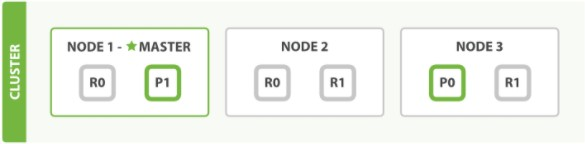 CLUSTER
NODE 1 - ★ MASTER
R0 P1
NODE 2
R0 R1
NODE 3
P0 R1